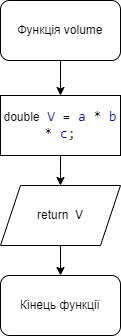 Функція volume
double V = a * b
* c;
return V
Кінець функції